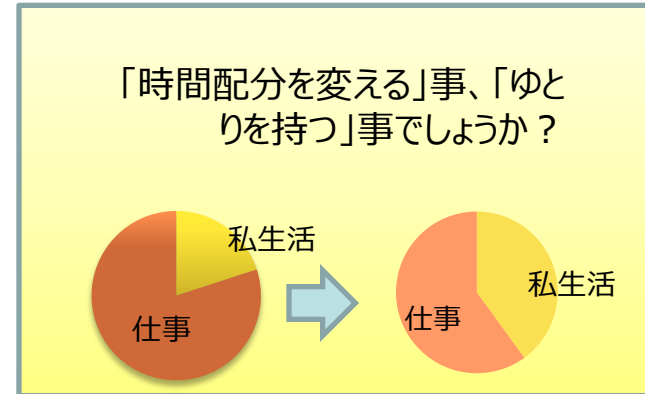 「時間配分を変える」事、「ゆと
りを持つ」事でしょうか？
私生活
仕事
私生活
仕事